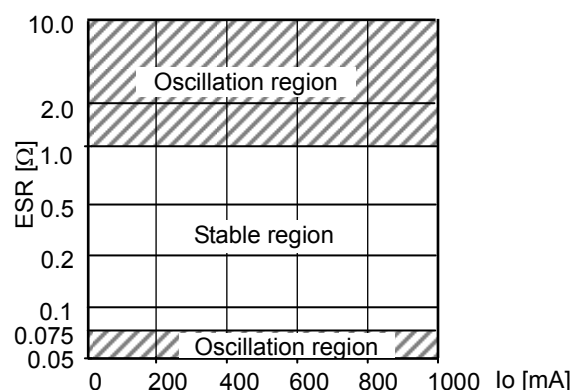 10.0
Oscillation region
2.0
1.0
ESR [Ω]
0.5
Stable region
0.2
0.1
0.075
Oscillation region
0.05
0 200 400 600 800 1000 Io [mA]